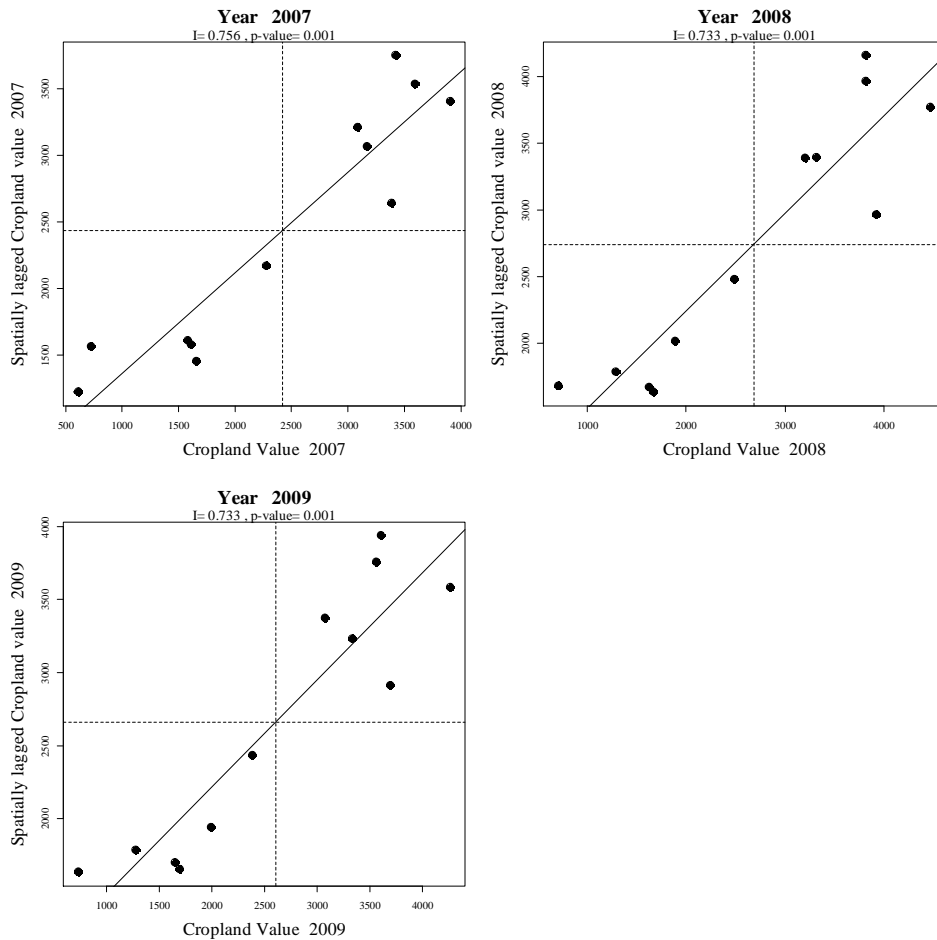 Year 2007
I= 0.756 , p-value= 0.001
Spatially lagged Cropland value 2007
3500
3000
2500
2000
1500
500 1000 1500 2000 2500 3000 3500 4000
Cropland Value 2007
Year 2008
I= 0.733 , p-value= 0.001
Spatially lagged Cropland value 2008
4000
3500
3000
2500
2000
1000 2000 3000 4000
Cropland Value 2008
Year 2009
I= 0.733 , p-value= 0.001
Spatially lagged Cropland value 2009
4000
3500
3000
2500
2000
1000 1500 2000 2500 3000 3500 4000
Cropland Value 2009